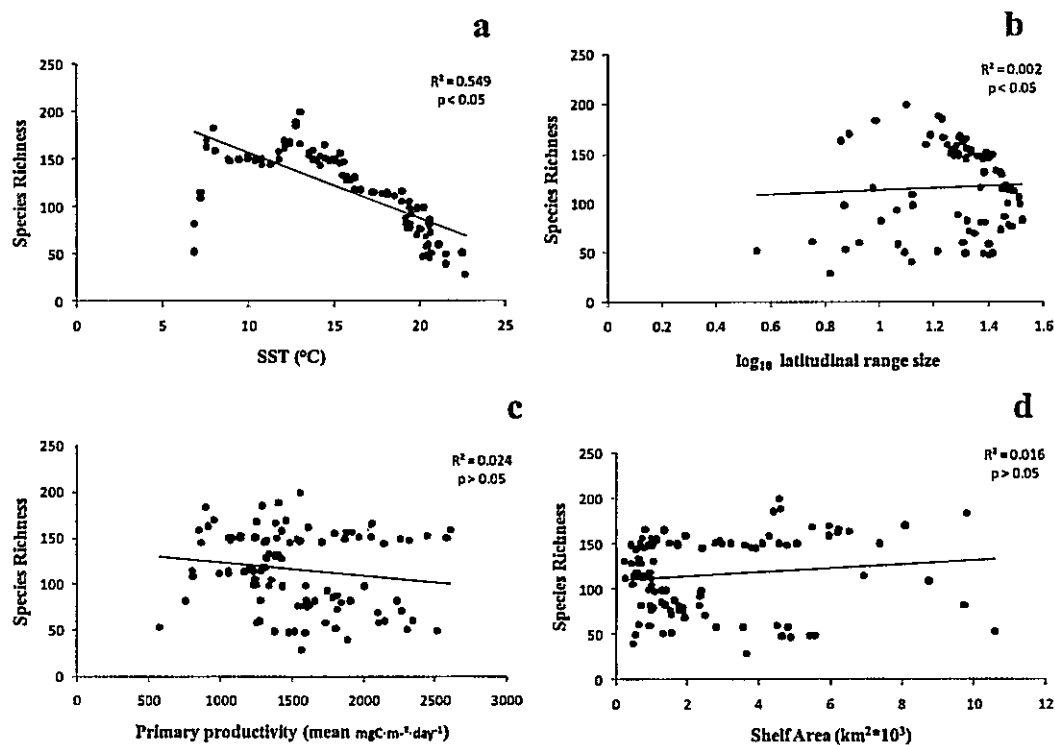 a
R² = 0.549
p < 0.05
Species Richness
250
200
150
100
50
0
0 5 10 15 20 25
SST (°C)
b
R² = 0.002
p < 0.05
Species Richness
250
200
150
100
50
0
0 0.2 0.4 0.6 0.8 1 1.2 1.4 1.6
log₁₀ latitudinal range size
c
R² = 0.024
p > 0.05
Species Richness
250
200
150
100
50
0
0 500 1000 1500 2000 2500 3000
Primary productivity (mean mgC·m-²·day⁻¹)
d
R² = 0.016
p > 0.05
Species Richness
250
200
150
100
50
0
0 2 4 6 8 10 12
Shelf Area (km²*10³)